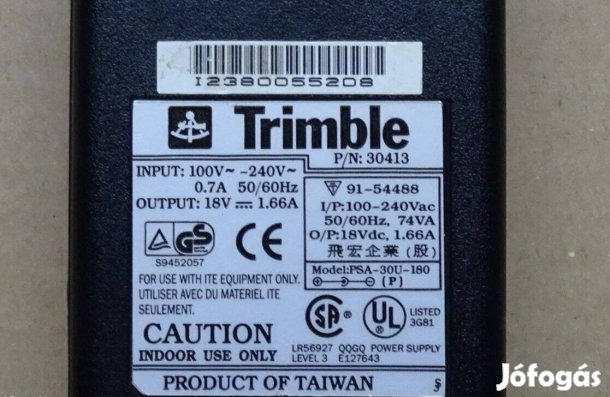 I2380055208
Trimble
P/N: 30413
INPUT: 100V~ -240V~
0.7A 50/60Hz
OUTPUT: 18V ⎓ 1.66A
91-54488
I/P:100-240Vac
50/60Hz, 74VA
O/P:18Vdc, 1.66A
飛宏企業(股)
Model:PSA-30U-180
(P)
GS
CE
S9452057
FOR USE WITH ITE EQUIPMENT ONLY.
UTILISER AVEC DU MATERIEL ITE
SEULEMENT.
CAUTION
INDOOR USE ONLY
SA
UL
LISTED
3G81
LR56927 QQGQ POWER SUPPLY
LEVEL 3 E127643
PRODUCT OF TAIWAN
Jófogás